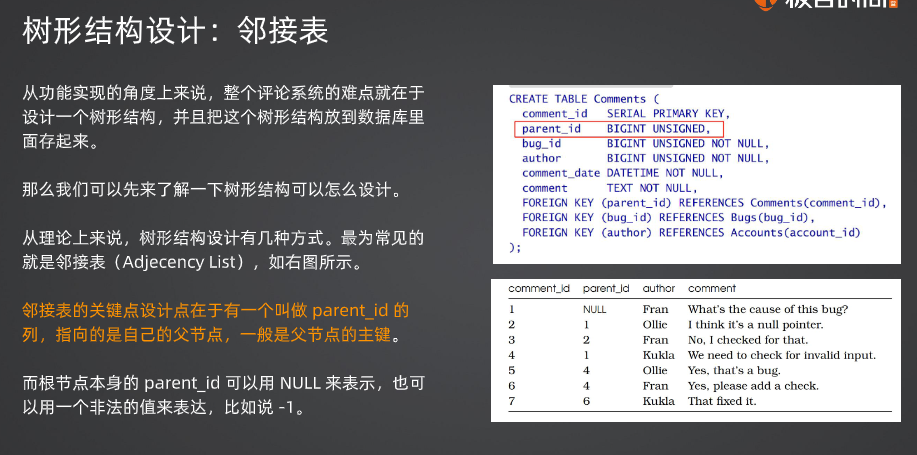 树形结构设计：邻接表
从功能实现的角度上来说，整个评论系统的难点就在于
设计一个树形结构，并且把这个树形结构放到数据库里
面存起来。
那么我们可以先来了解一下树形结构可以怎么设计。
从理论上来说，树形结构设计有几种方式。最为常见的
就是邻接表（Adjecency List），如右图所示。
邻接表的关键点设计点在于有一个叫做 parent_id 的
列，指向的是自己的父节点，一般是父节点的主键。
而根节点本身的 parent_id 可以用 NULL 来表示，也可
以用一个非法的值来表达，比如说 -1。
CREATE TABLE Comments (
comment_id SERIAL PRIMARY KEY,
parent_id BIGINT UNSIGNED,
bug_id BIGINT UNSIGNED NOT NULL,
author BIGINT UNSIGNED NOT NULL,
comment_date DATETIME NOT NULL,
comment TEXT NOT NULL,
FOREIGN KEY (parent_id) REFERENCES Comments(comment_id),
FOREIGN KEY (bug_id) REFERENCES Bugs(bug_id),
FOREIGN KEY (author) REFERENCES Accounts(account_id)
);
comment_id parent_id author comment
1 NULL Fran What's the cause of this bug?
2 1 Ollie I think it's a null pointer.
3 2 Fran No, I checked for that.
4 1 Kukla We need to check for invalid input.
5 4 Ollie Yes, that's a bug.
6 4 Fran Yes, please add a check.
7 6 Kukla That fixed it.